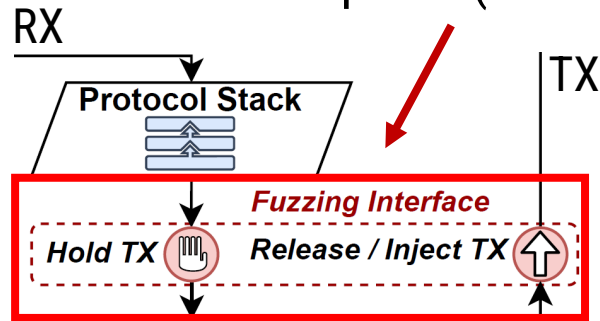 RX
TX
Protocol Stack
Fuzzing Interface
Hold TX
Release / Inject TX